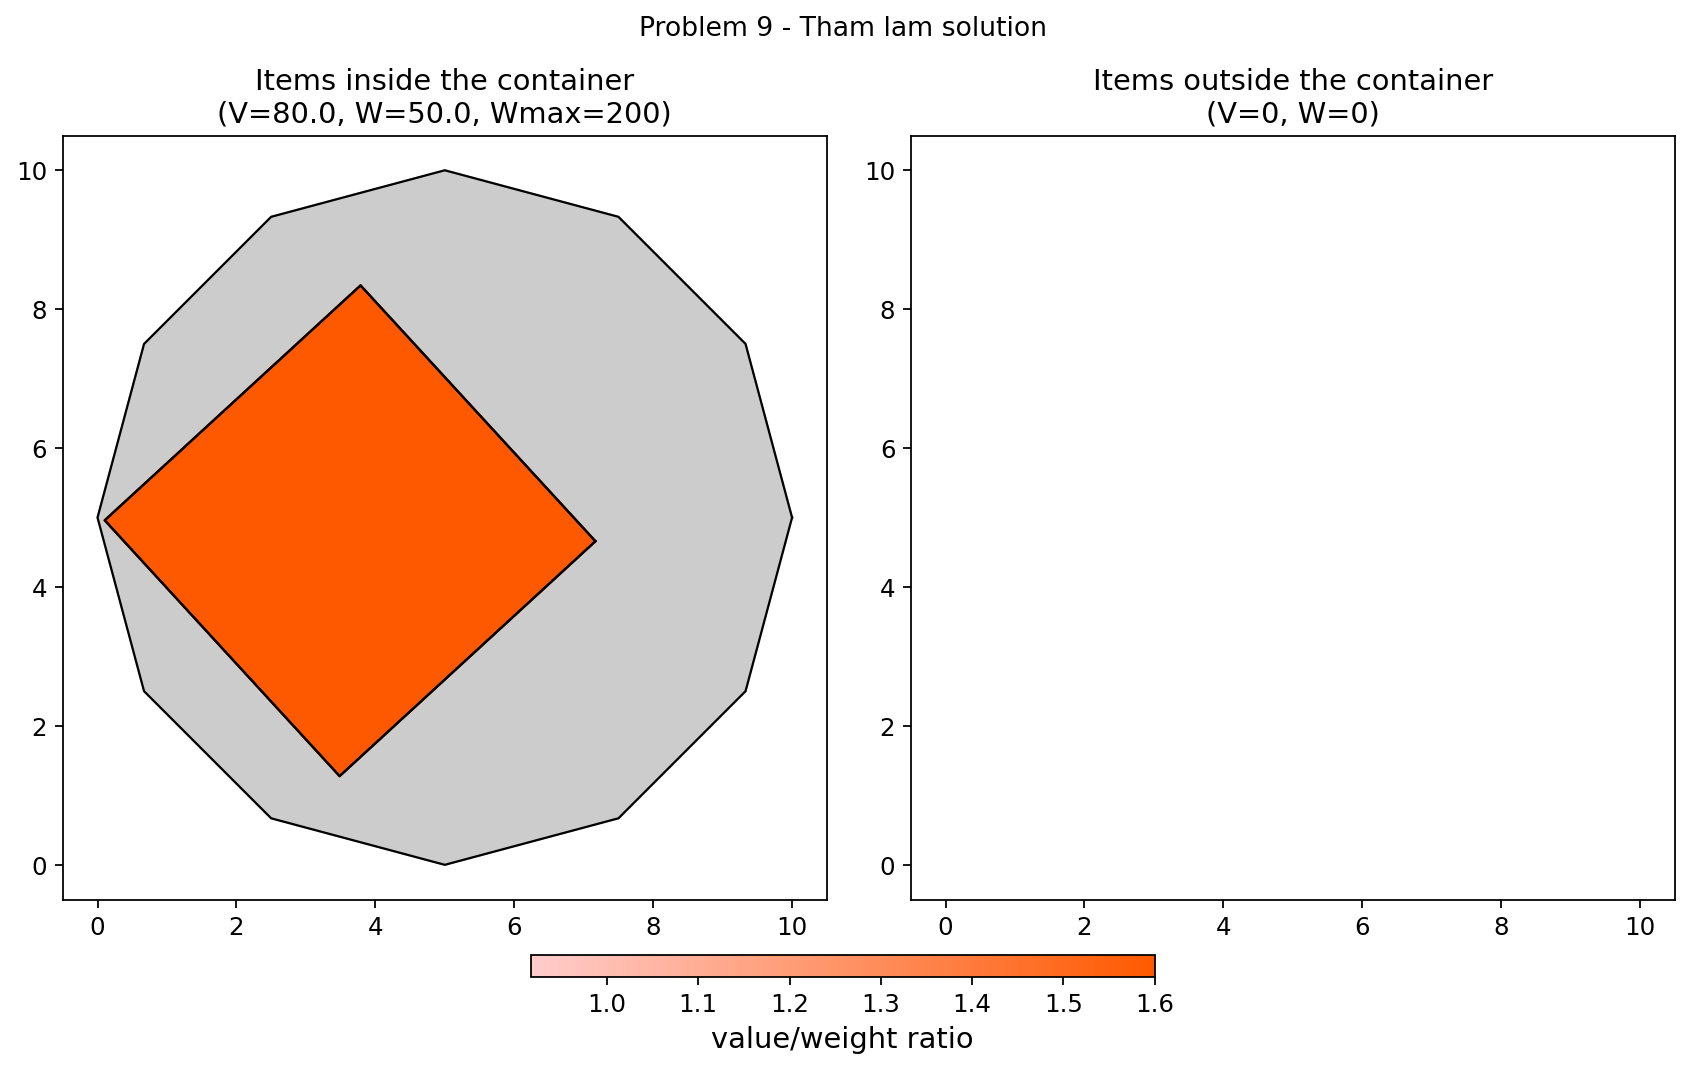 Problem 9 - Tham lam solution
Items inside the container
(V=80.0, W=50.0, Wmax=200)
10
8
6
4
2
0
0 2 4 6 8 10
Items outside the container
(V=0, W=0)
10
8
6
4
2
0
0 2 4 6 8 10
1.0 1.1 1.2 1.3 1.4 1.5 1.6
value/weight ratio